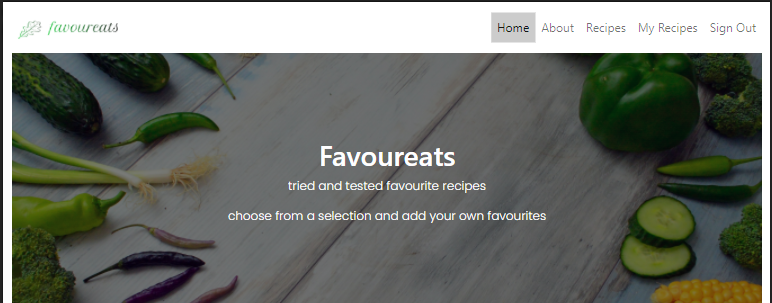 favoureats
Home About Recipes My Recipes Sign Out
Favoureats
tried and tested favourite recipes
choose from a selection and add your own favourites